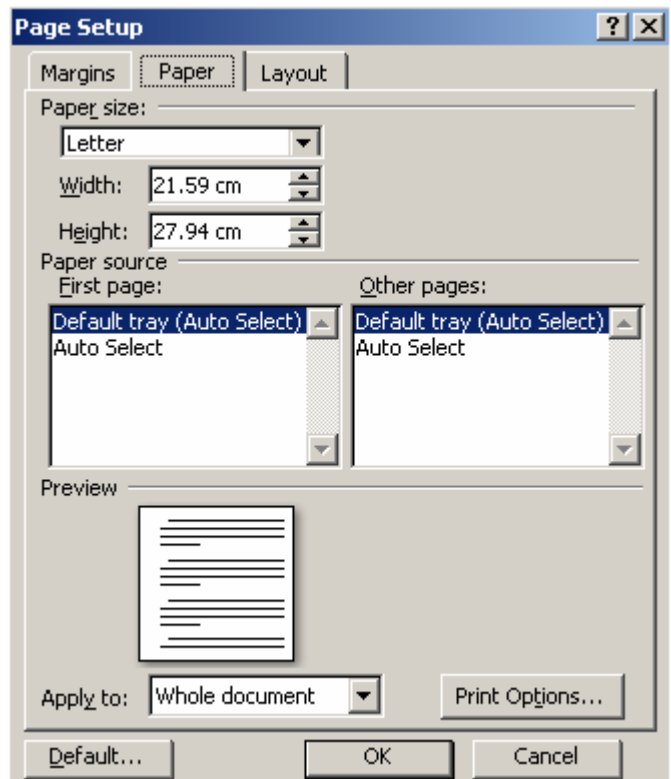 Page Setup
Margins Paper Layout
Paper size:
Letter
Width: 21.59 cm
Height: 27.94 cm
Paper source
First page: Other pages:
Default tray (Auto Select) Default tray (Auto Select)
Auto Select Auto Select
Preview
Apply to: Whole document Print Options...
Default... OK Cancel